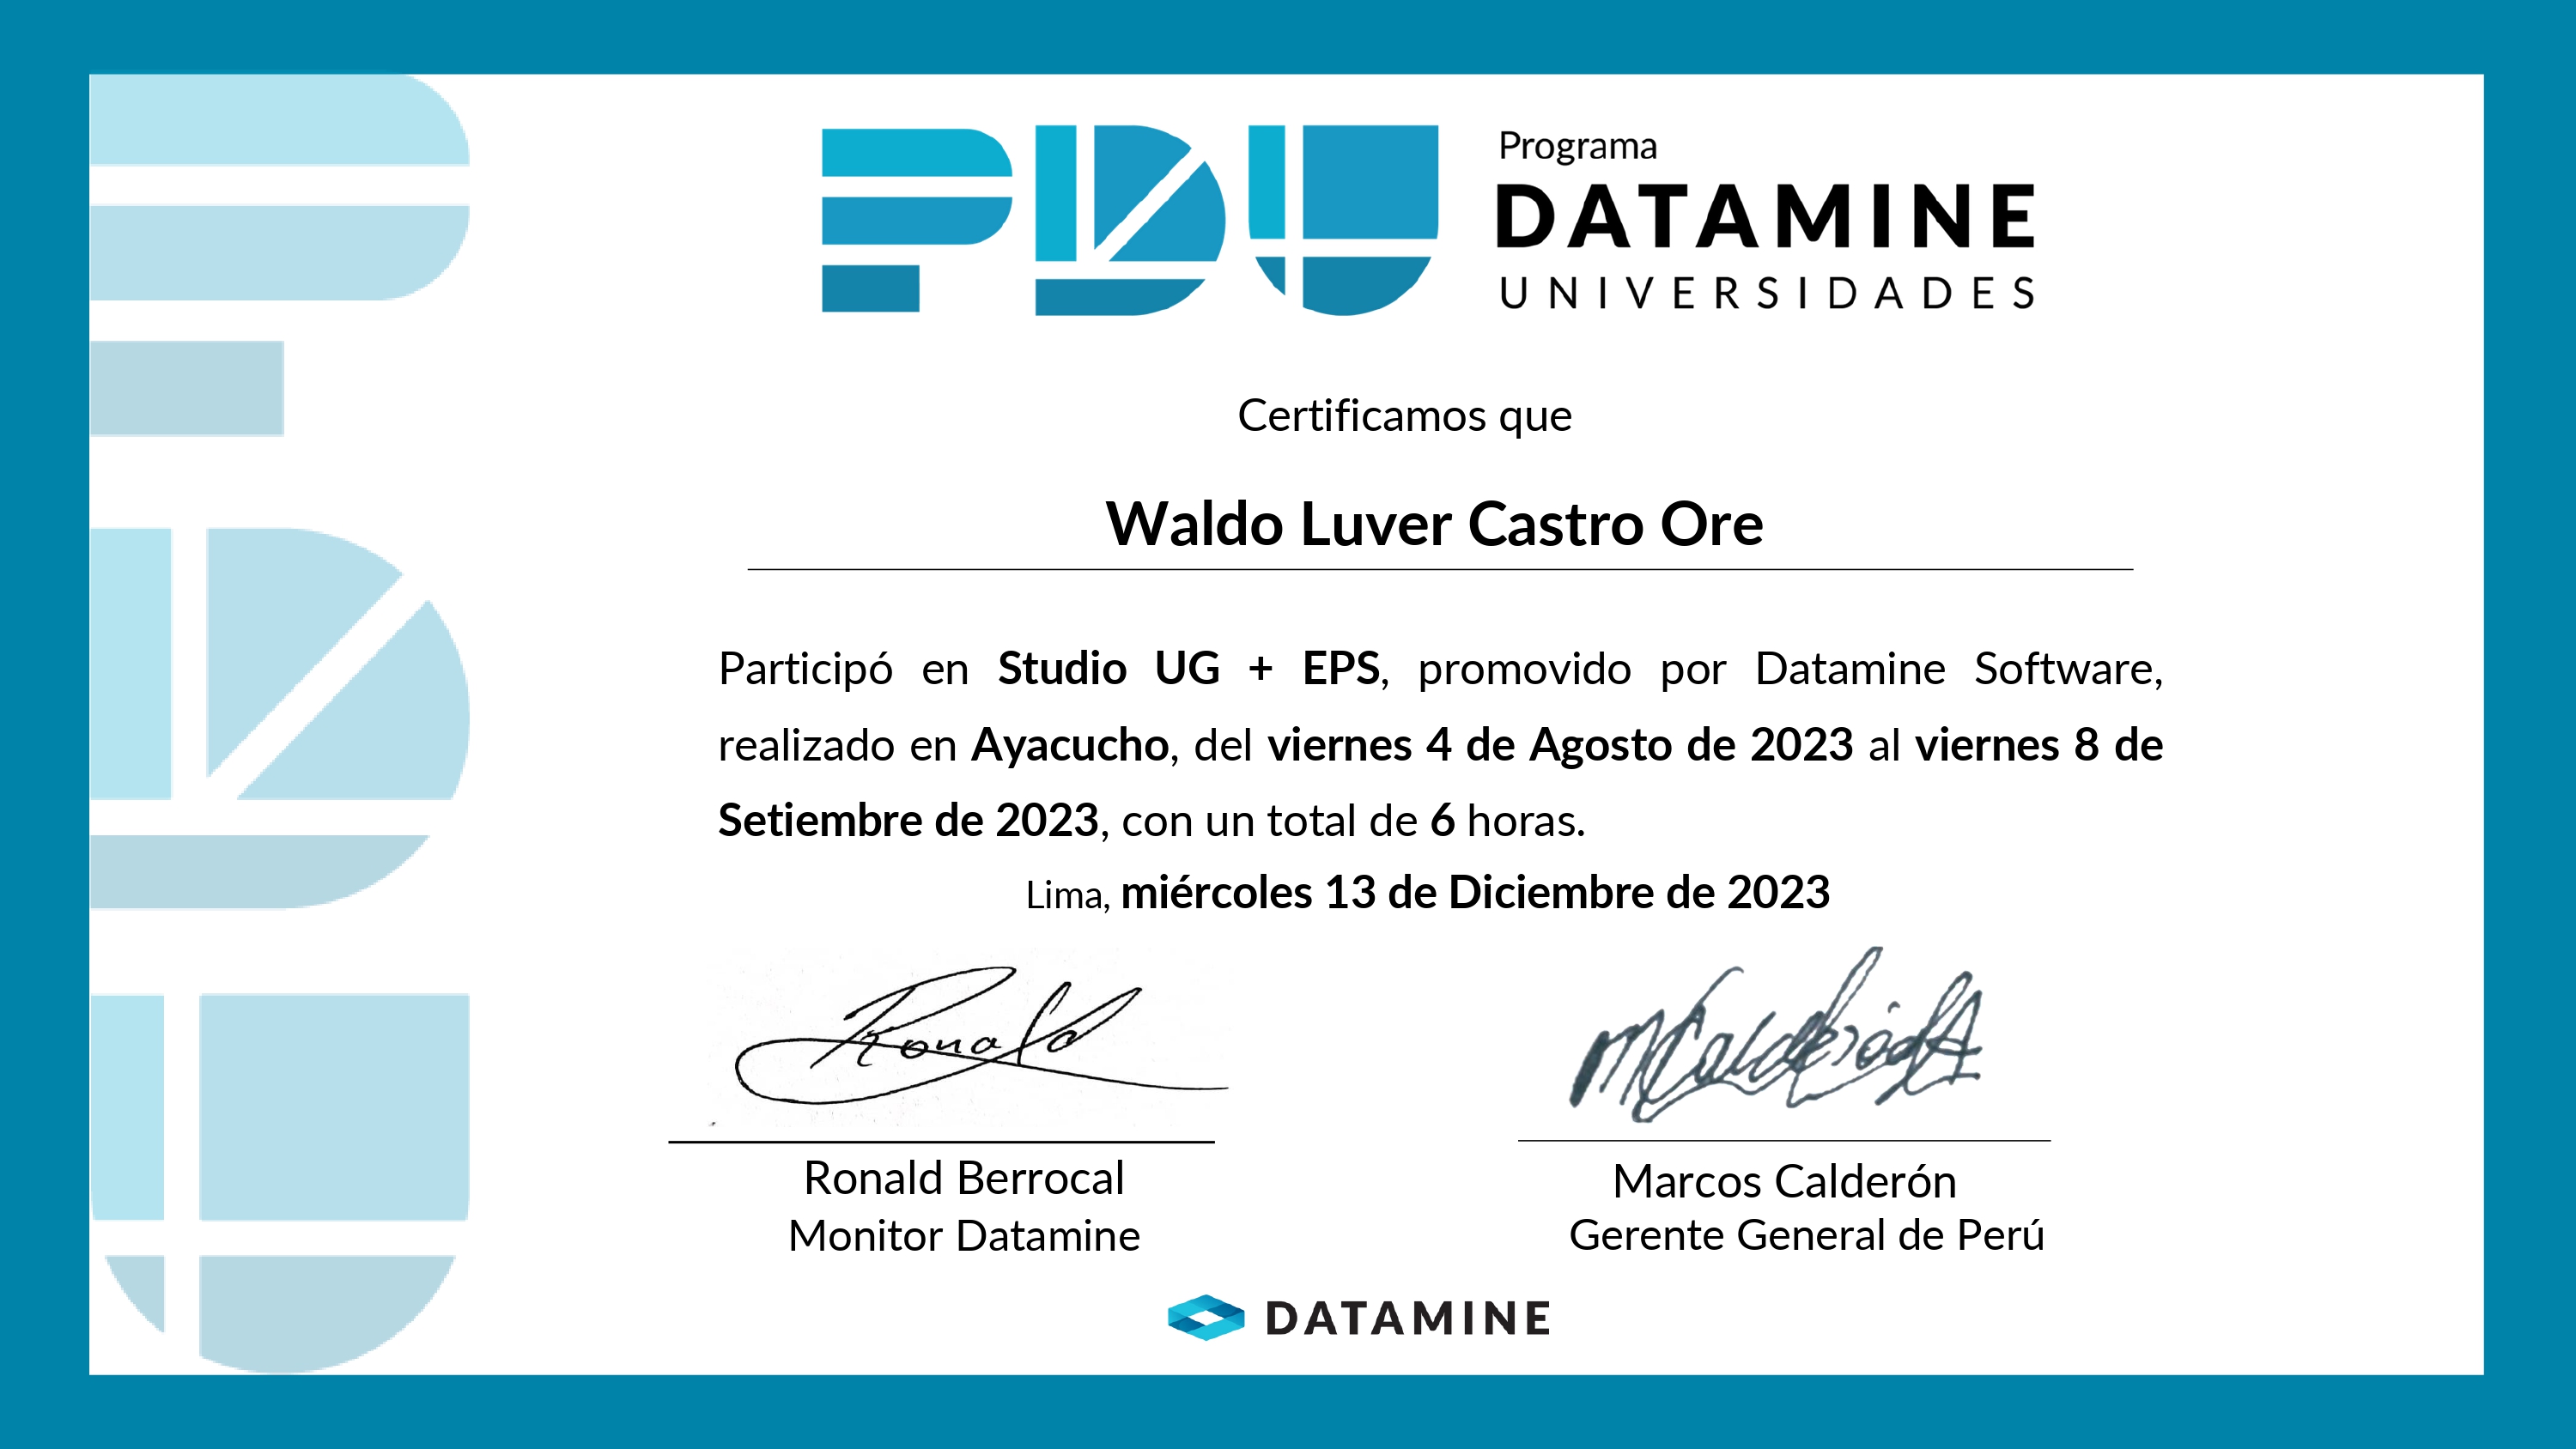 PDU
Programa
DATAMINE
UNIVERSIDADES
Certificamos que
Waldo Luver Castro Ore
Participó en Studio UG + EPS, promovido por Datamine Software,
realizado en Ayacucho, del viernes 4 de Agosto de 2023 al viernes 8 de
Setiembre de 2023, con un total de 6 horas.
Lima, miércoles 13 de Diciembre de 2023
Ronald
MCalderón
Ronald Berrocal
Marcos Calderón
Monitor Datamine
Gerente General de Perú
DATAMINE
PDU